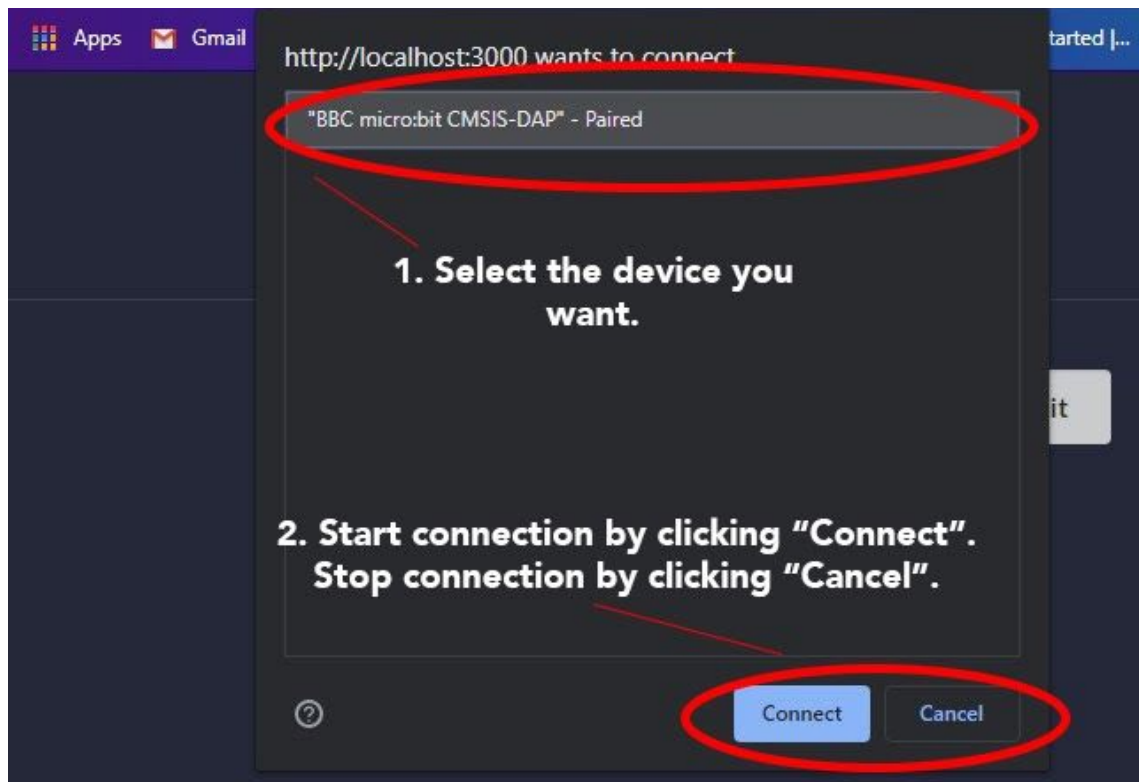 Apps Gmail tarted |...
http://localhost:3000 wants to connect
"BBC micro:bit CMSIS-DAP" - Paired
1. Select the device you
want.
it
2. Start connection by clicking “Connect”.
Stop connection by clicking “Cancel”.
Connect Cancel